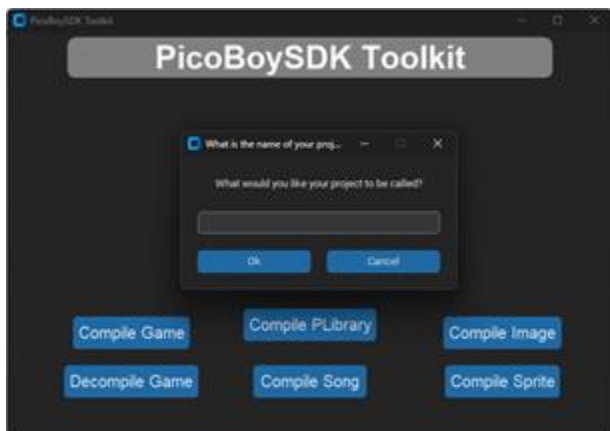 PicoBoySDK Toolkit
PicoBoySDK Toolkit
What is the name of your proj...
What would you like your project to be called?
Ok
Cancel
Compile Game
Compile PLibrary
Compile Image
Decompile Game
Compile Song
Compile Sprite